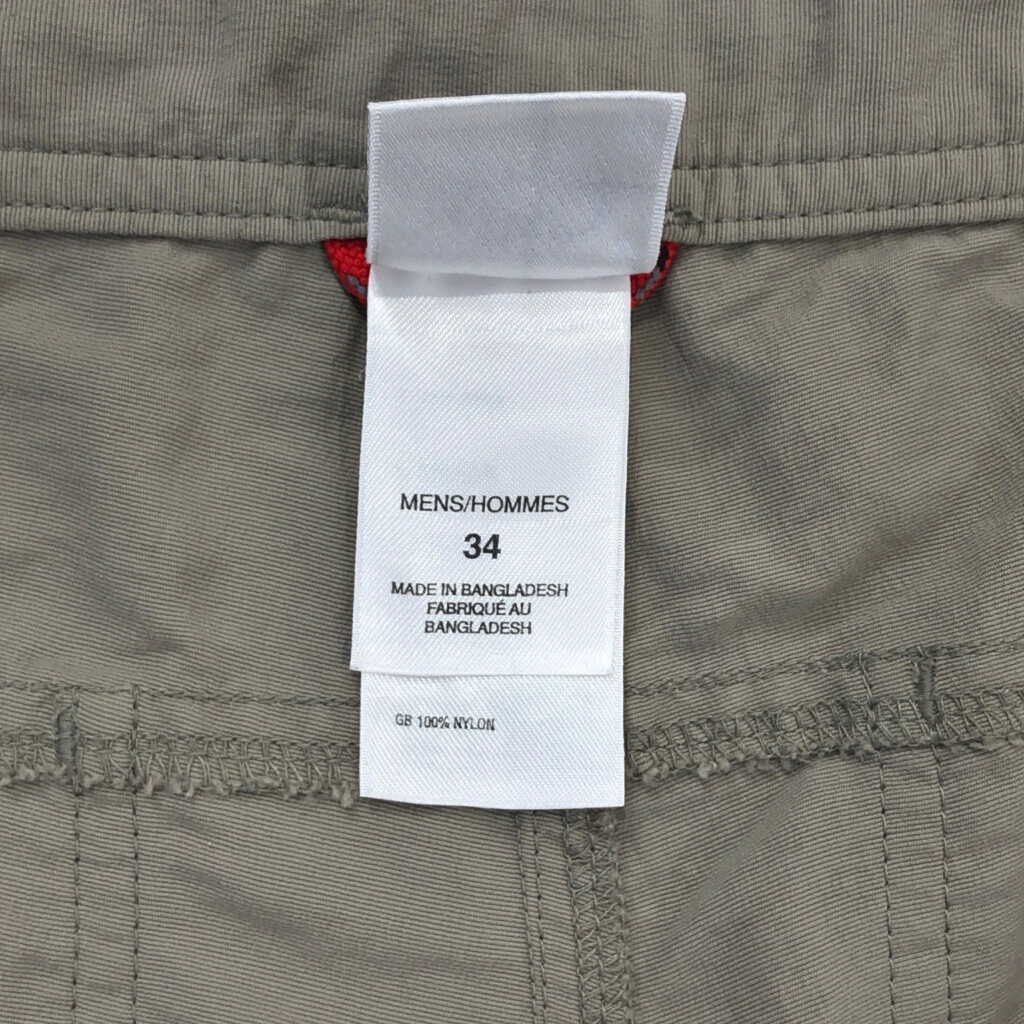 MENS/HOMMES
34
MADE IN BANGLADESH
FABRIQUÉ AU
BANGLADESH
GB 100% NYLON